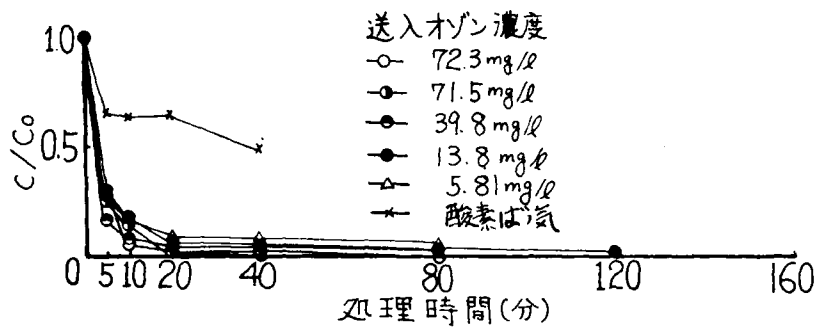 送入オゾン濃度
72.3mg/ℓ
71.5mg/ℓ
39.8mg/ℓ
13.8mg/ℓ
5.81mg/ℓ
酸素ばっ気
1.0
0.5
0
C/Co
5 10 20 40 80 120 160
処理時間(分)